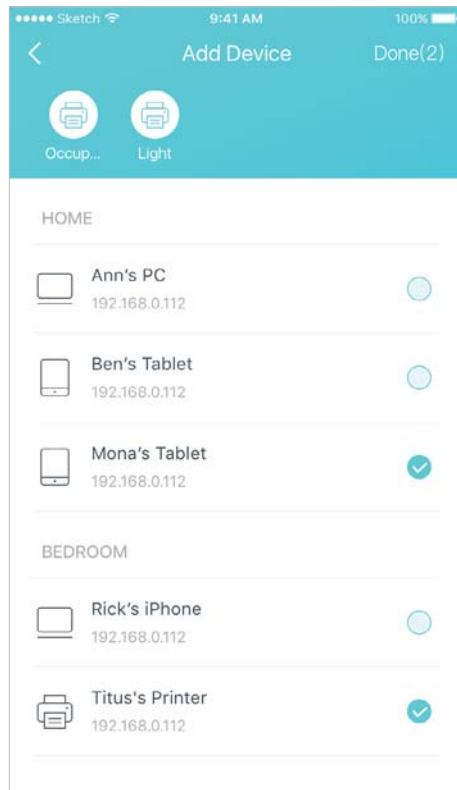 Sketch 9:41 AM 100%
Add Device Done(2)
Occup... Light
HOME
Ann's PC
192.168.0.112
Ben's Tablet
192.168.0.112
Mona's Tablet
192.168.0.112
BEDROOM
Rick's iPhone
192.168.0.112
Titus's Printer
192.168.0.112